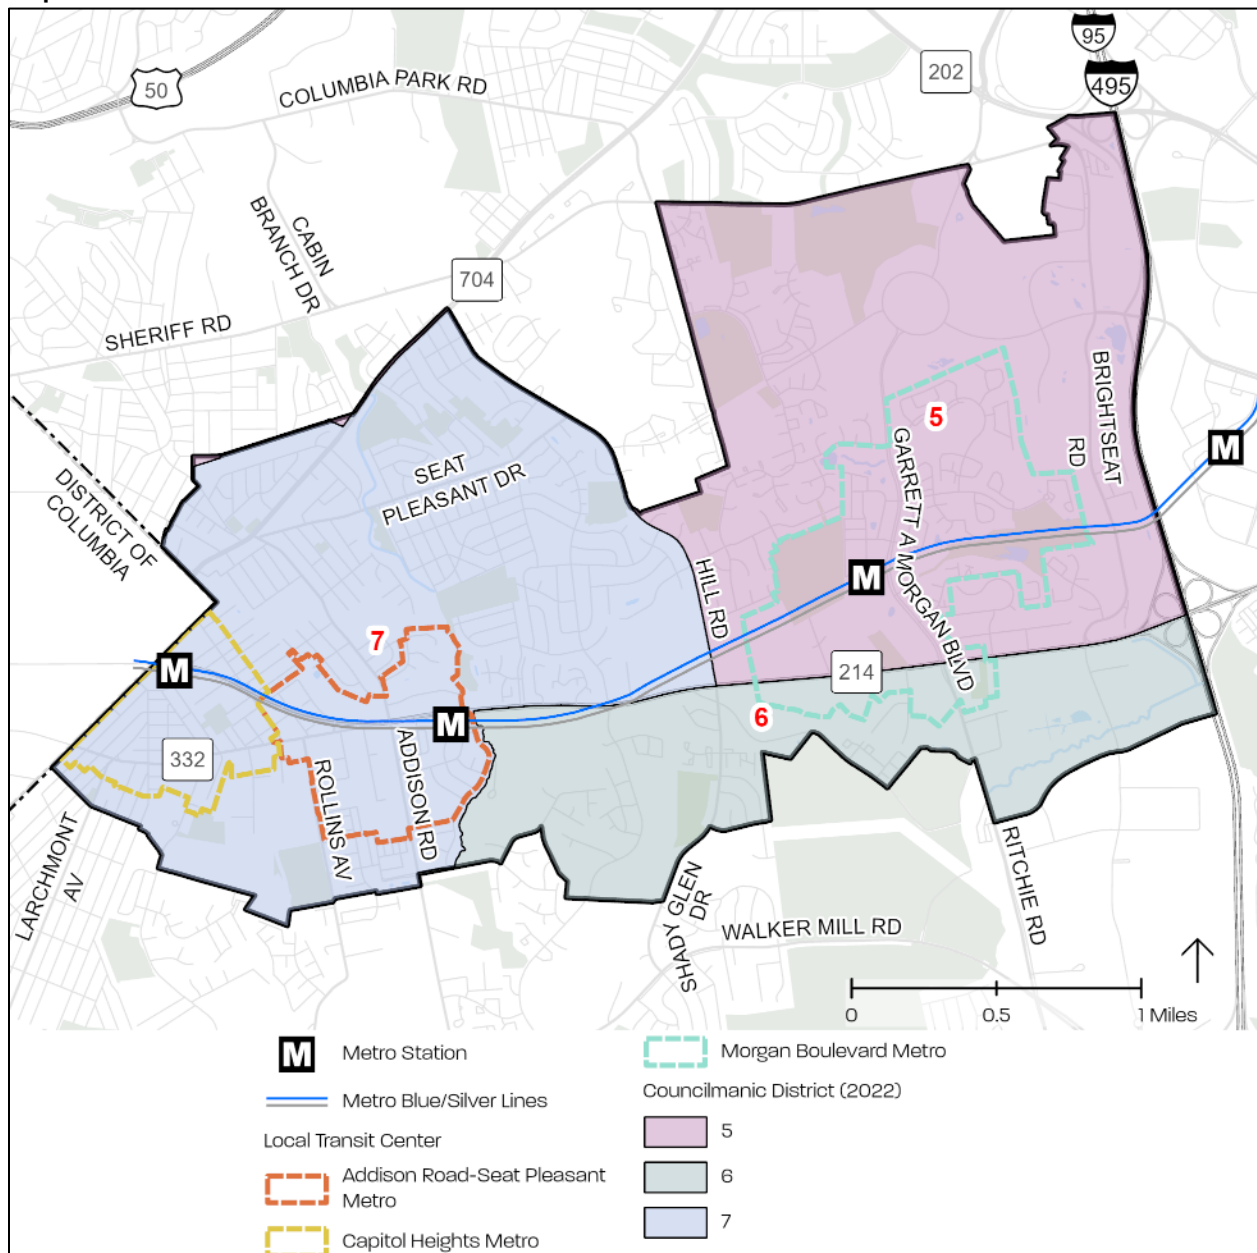 95
495
50
202
COLUMBIA PARK RD
CABIN
BRANCH DR
704
SHERIFF RD
BRIGHTSEAT
RD
5
SEAT
PLEASANT DR
GARRETT A MORGAN BLVD
M
DISTRICT OF
COLUMBIA
HILL RD
M
7
M
214
6
M
332
ROLLINS AV
ADDISON RD
LARCHMONT
AV
SHADY GLEN
DR
RITCHIE RD
WALKER MILL RD
0
0.5
1 Miles
M
Metro Station
Metro Blue/Silver Lines
Local Transit Center
Addison Road-Seat Pleasant
Metro
Capitol Heights Metro
Morgan Boulevard Metro
Councilmanic District (2022)
5
6
7